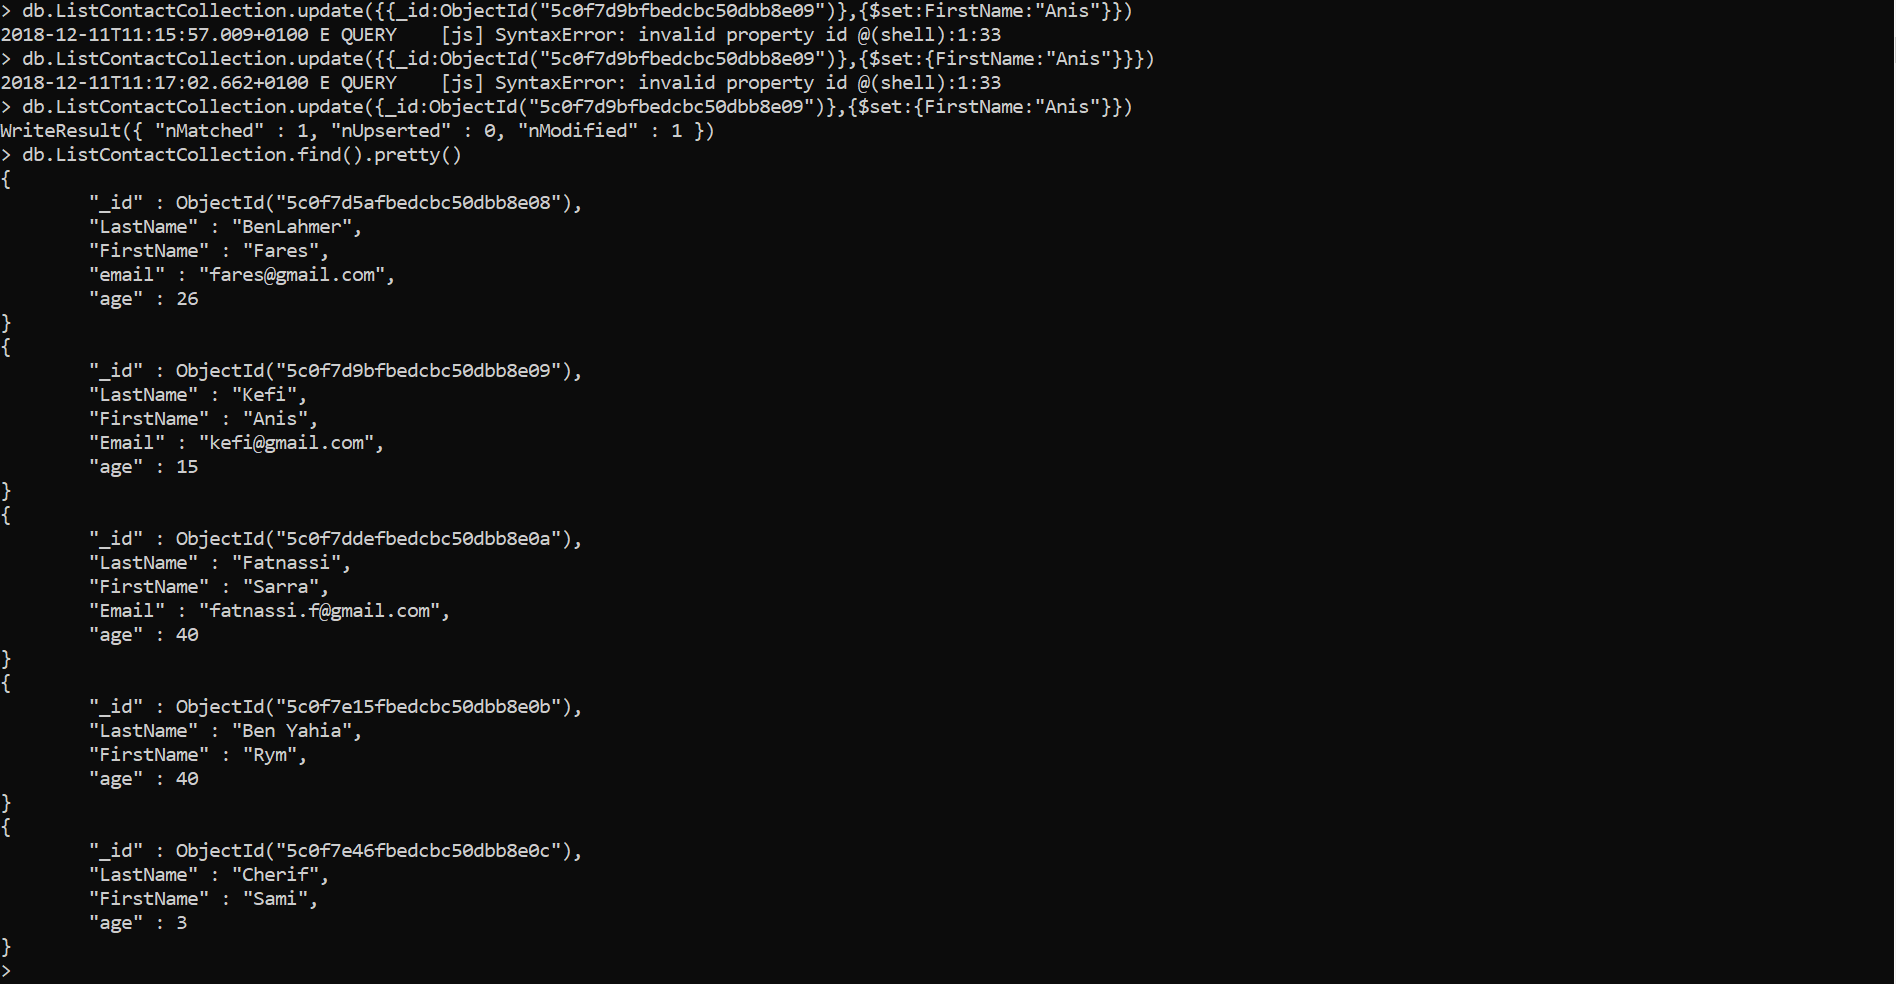 > db.ListContactCollection.update({{_id:ObjectId("5c0f7d9bfbedcbc50dbb8e09")},{$set:FirstName:"Anis"}})
2018-12-11T11:15:57.009+0100 E QUERY    [js] SyntaxError: invalid property id @(shell):1:33
> db.ListContactCollection.update({{_id:ObjectId("5c0f7d9bfbedcbc50dbb8e09")},{$set:{FirstName:"Anis"}}})
2018-12-11T11:17:02.662+0100 E QUERY    [js] SyntaxError: invalid property id @(shell):1:33
> db.ListContactCollection.update({_id:ObjectId("5c0f7d9bfbedcbc50dbb8e09")},{$set:{FirstName:"Anis"}})
WriteResult({ "nMatched" : 1, "nUpserted" : 0, "nModified" : 1 })
> db.ListContactCollection.find().pretty()
{
        "_id" : ObjectId("5c0f7d5afbedcbc50dbb8e08"),
        "LastName" : "BenLahmer",
        "FirstName" : "Fares",
        "email" : "fares@gmail.com",
        "age" : 26
}
{
        "_id" : ObjectId("5c0f7d9bfbedcbc50dbb8e09"),
        "LastName" : "Kefi",
        "FirstName" : "Anis",
        "Email" : "kefi@gmail.com",
        "age" : 15
}
{
        "_id" : ObjectId("5c0f7ddefbedcbc50dbb8e0a"),
        "LastName" : "Fatnassi",
        "FirstName" : "Sarra",
        "Email" : "fatnassi.f@gmail.com",
        "age" : 40
}
{
        "_id" : ObjectId("5c0f7e15fbedcbc50dbb8e0b"),
        "LastName" : "Ben Yahia",
        "FirstName" : "Rym",
        "age" : 40
}
{
        "_id" : ObjectId("5c0f7e46fbedcbc50dbb8e0c"),
        "LastName" : "Cherif",
        "FirstName" : "Sami",
        "age" : 3
}
>